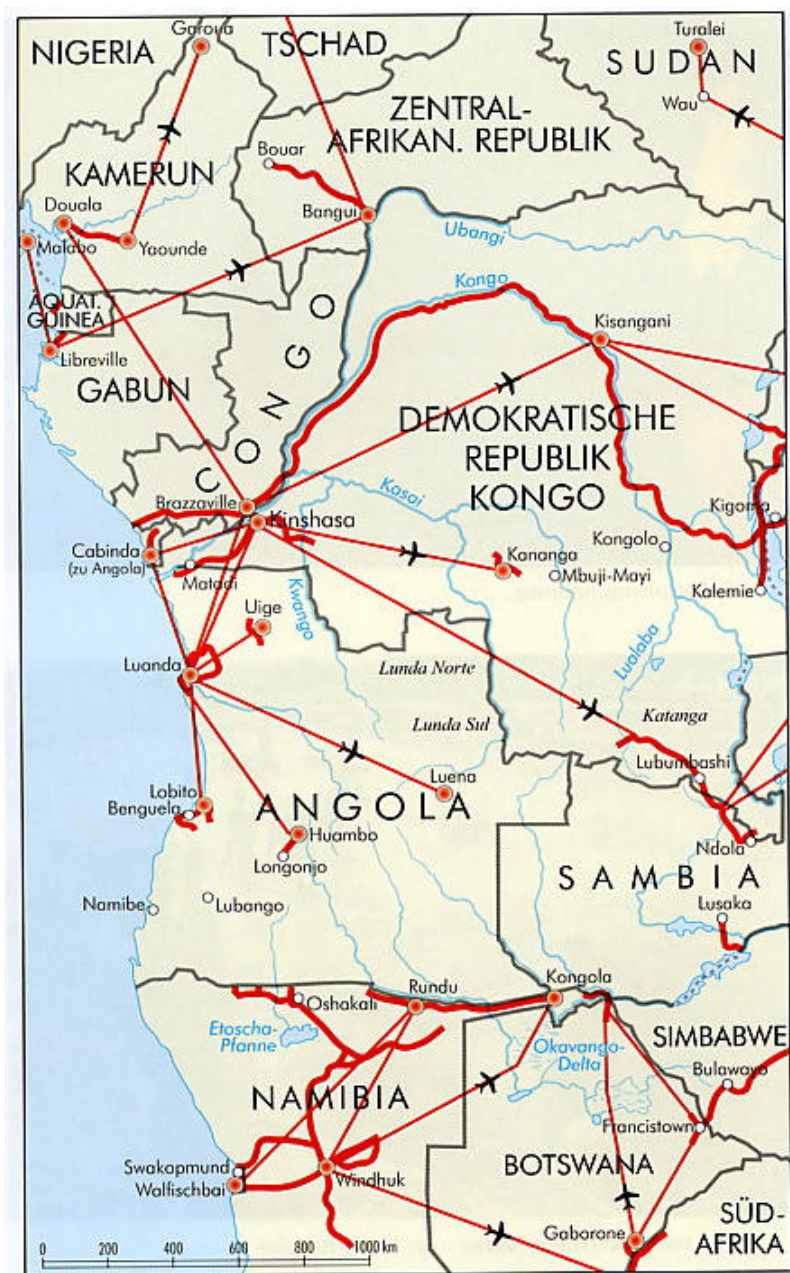 Garoua
TSCHAD
Turalei
NIGERIA
SUDAN
ZENTRAL-
AFRIKAN. REPUBLIK
Wau
Bouar
KAMERUN
Douala
Bangui
Malabo
Yaounde
Ubangi
Kongo
ÄQUAT.
GUINEA
Kisangani
Libreville
GABUN
CONGO
DEMOKRATISCHE
REPUBLIK
KONGO
Kasai
Brazzaville
Kinshasa
Kigoma
Cabinda
(zu Angola)
Matadi
Kananga
Kongolo
Mbuji-Mayi
Kalemie
Uige
Kwango
Lualaba
Luanda
Lunda Norte
Lunda Sul
Katanga
Lubumbashi
Luena
Lobito
Benguela
ANGOLA
Huambo
Longonjo
Ndola
SAMBIA
Namibe
Lubango
Lusaka
Rundu
Kongola
Oshakati
Etoscha-
Pfanne
Okavango-
Delta
SIMBABWE
Bulawayo
NAMIBIA
Francistown
Swakopmund
Walfischbai
Windhuk
BOTSWANA
Gaborone
SÜD-
AFRIKA
0 200 400 600 800 1000 km